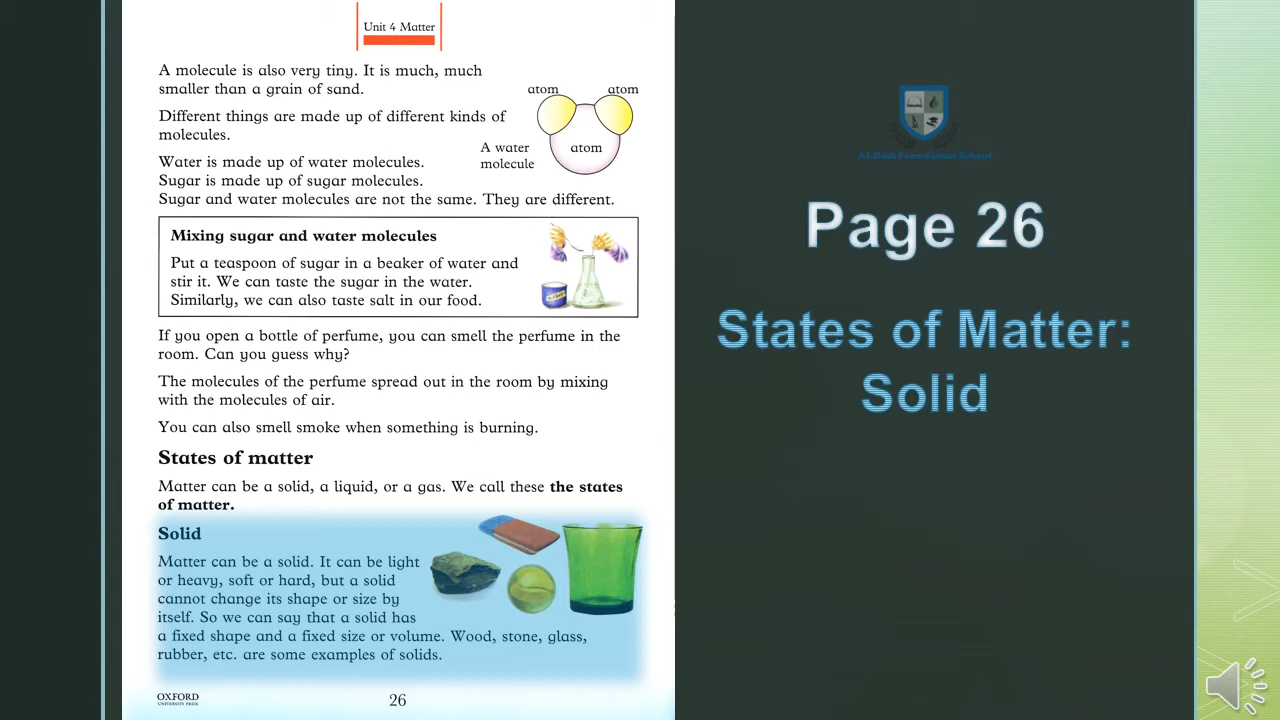 Unit 4 Matter
A molecule is also very tiny. It is much, much
smaller than a grain of sand.
Different things are made up of different kinds of
molecules.
Water is made up of water molecules.
Sugar is made up of sugar molecules.
Sugar and water molecules are not the same. They are different.
atom
atom
atom
A water
molecule
Mixing sugar and water molecules
Put a teaspoon of sugar in a beaker of water and
stir it. We can taste the sugar in the water.
Similarly, we can also taste salt in our food.
If you open a bottle of perfume, you can smell the perfume in the
room. Can you guess why?
The molecules of the perfume spread out in the room by mixing
with the molecules of air.
You can also smell smoke when something is burning.
States of matter
Matter can be a solid, a liquid, or a gas. We call these the states
of matter.
Solid
Matter can be a solid. It can be light
or heavy, soft or hard, but a solid
cannot change its shape or size by
itself. So we can say that a solid has
a fixed shape and a fixed size or volume. Wood, stone, glass,
rubber, etc. are some examples of solids.
OXFORD
UNIVERSITY PRESS
26
Foundation School
Page 26
States of Matter:
Solid